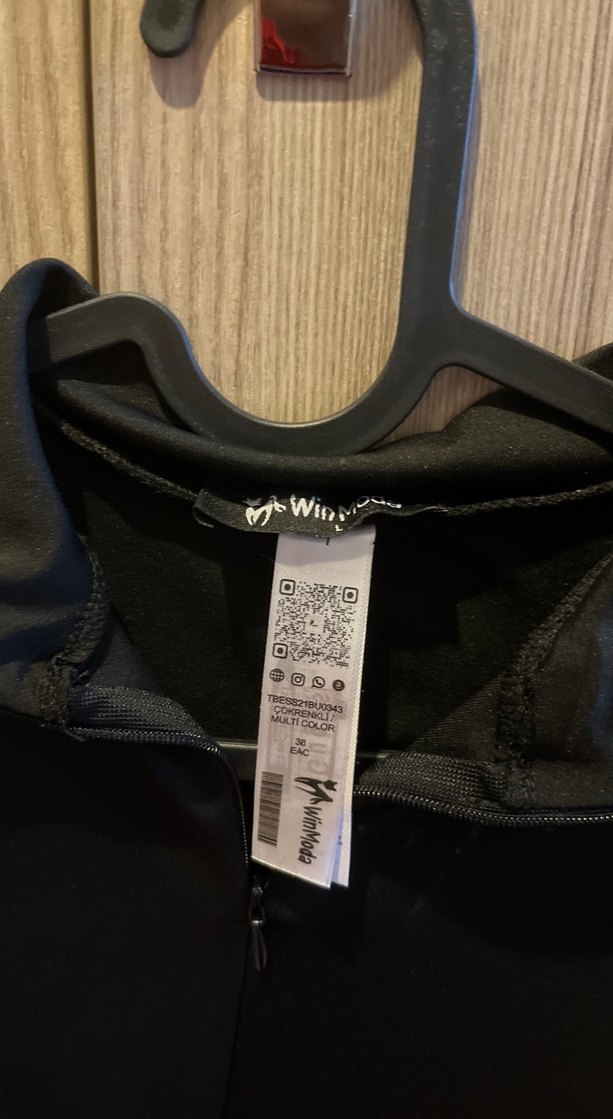 WinModa
TBESS21BU0343
ÇOKRENKLİ /
MULTİ COLOR
38
EAC
WinModa